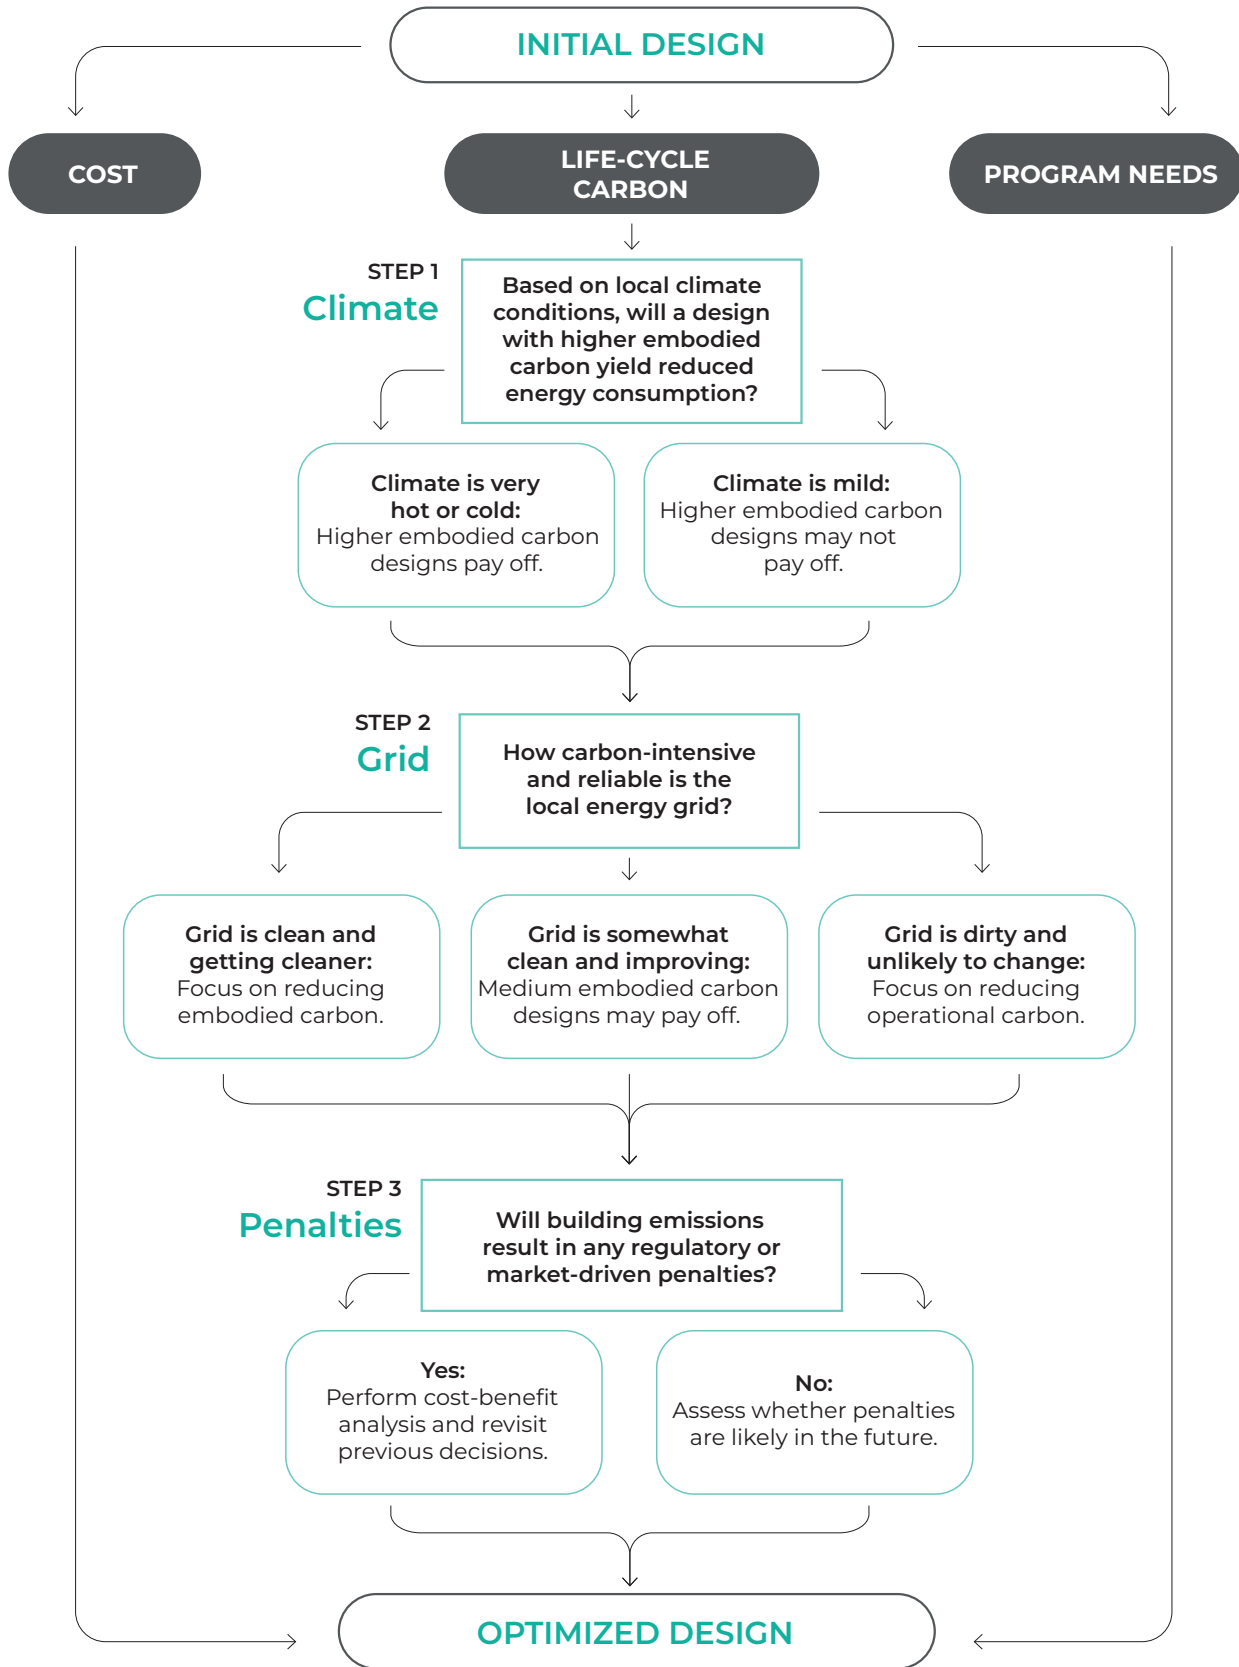 INITIAL DESIGN
COST
LIFE-CYCLE
CARBON
PROGRAM NEEDS
STEP 1
Climate
Based on local climate
conditions, will a design
with higher embodied
carbon yield reduced
energy consumption?
Climate is very
hot or cold:
Higher embodied carbon
designs pay off.
Climate is mild:
Higher embodied carbon
designs may not
pay off.
STEP 2
Grid
How carbon-intensive
and reliable is the
local energy grid?
Grid is clean and
getting cleaner:
Focus on reducing
embodied carbon.
Grid is somewhat
clean and improving:
Medium embodied carbon
designs may pay off.
Grid is dirty and
unlikely to change:
Focus on reducing
operational carbon.
STEP 3
Penalties
Will building emissions
result in any regulatory or
market-driven penalties?
Yes:
Perform cost-benefit
analysis and revisit
previous decisions.
No:
Assess whether penalties
are likely in the future.
OPTIMIZED DESIGN